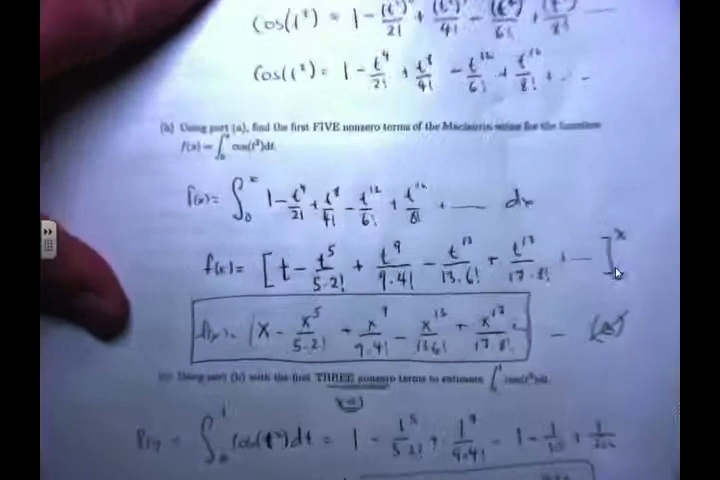 cos(t²) = 1 - (t²)²/2! + (t²)⁴/4! - (t²)⁶/6! + (t²)⁸/8! ......
cos(t²) = 1 - t⁴/2! + t⁸/4! - t¹²/6! + t¹⁶/8! + ...
(b) Using part (a), find the first FIVE nonzero terms of the Maclaurin series for the function
f(x) = ∫₀ˣ cos(t²)dt.
f(x) = ∫₀ˣ 1 - t⁴/2! + t⁸/4! - t¹²/6! + t¹⁶/8! + ..... dx
f(x) = [t - t⁵/5·2! + t⁹/9·4! - t¹³/13·6! + t¹⁷/17·8! + ...]ˣ
f(x) = (x - x⁵/5·2! + x⁹/9·4! - x¹³/13·6! + x¹⁷/17·8!
(c) Using part (b) with the first THREE nonzero terms to estimate ∫₀¹ cos(t²)dt.
x=1
f(1) = ∫₀¹ cos(t²)dt = 1 - 1⁵/5·2! + 1⁹/9·4! = 1 - 1/10 + 1/216